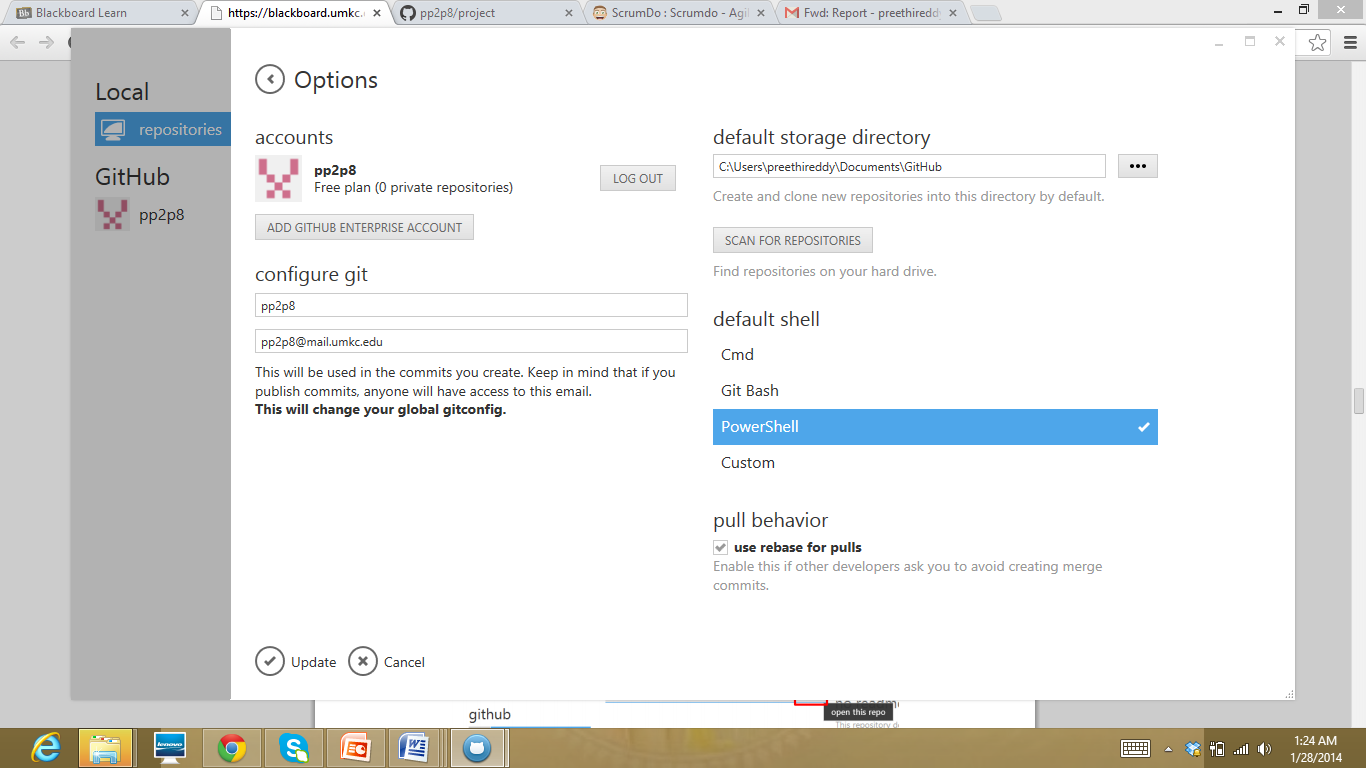 Blackboard Learn
https://blackboard.umkc.
pp2p8/project
ScrumDo : Scrumdo - Agil
Fwd: Report - preethireddy
Local
repositories
GitHub
pp2p8
Options
accounts
pp2p8
Free plan (0 private repositories)
LOG OUT
ADD GITHUB ENTERPRISE ACCOUNT
configure git
pp2p8
pp2p8@mail.umkc.edu
This will be used in the commits you create. Keep in mind that if you
publish commits, anyone will have access to this email.
This will change your global gitconfig.
default storage directory
C:\Users\preethireddy\Documents\GitHub
Create and clone new repositories into this directory by default.
SCAN FOR REPOSITORIES
Find repositories on your hard drive.
default shell
Cmd
Git Bash
PowerShell
Custom
pull behavior
use rebase for pulls
Enable this if other developers ask you to avoid creating merge
commits.
Update
Cancel
github
open this repo
lenovo
1:24 AM
1/28/2014